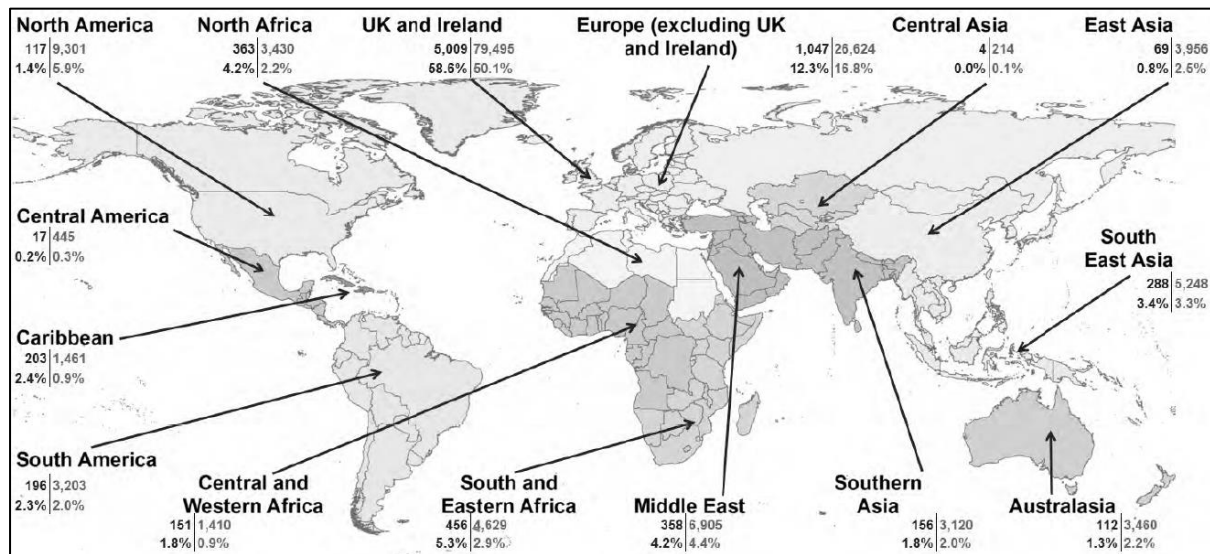 North America
117 9,301
1.4% 5.9%
North Africa
363 3,430
4.2% 2.2%
UK and Ireland
5,009 79,495
58.6% 50.1%
Europe (excluding UK
and Ireland)
1,047 26,624
12.3% 16.8%
Central Asia
4 214
0.0% 0.1%
East Asia
69 3,956
0.8% 2.5%
Central America
17 445
0.2% 0.3%
South
East Asia
288 5,248
3.4% 3.3%
Caribbean
203 1,461
2.4% 0.9%
South America
196 3,203
2.3% 2.0%
Central and
Western Africa
151 1,410
1.8% 0.9%
South and
Eastern Africa
456 4,629
5.3% 2.9%
Middle East
358 6,905
4.2% 4.4%
Southern
Asia
156 3,120
1.8% 2.0%
Australasia
112 3,460
1.3% 2.2%